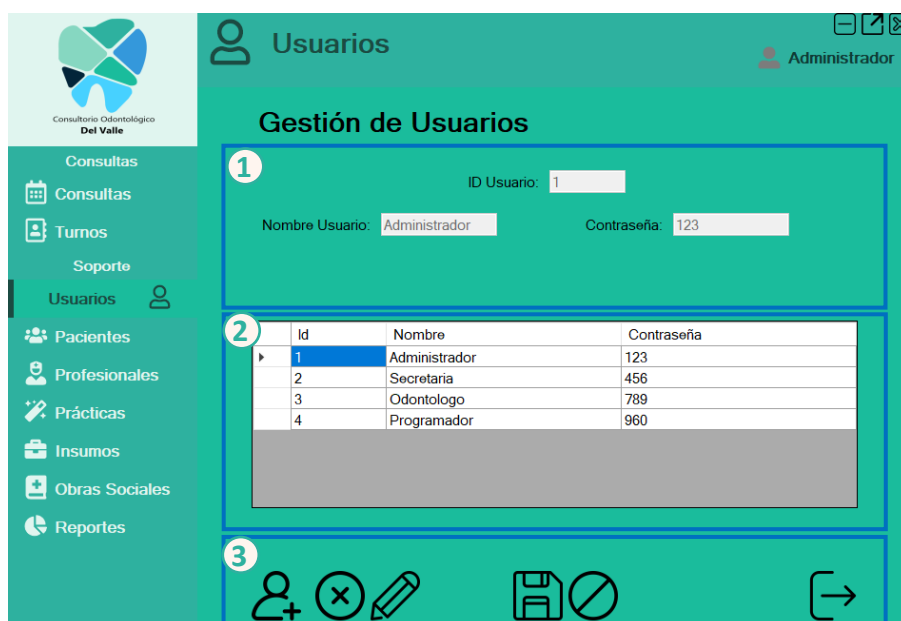 Usuarios
Administrador
Consultorio Odontológico
Del Valle
Consultas
Consultas
Turnos
Soporte
Usuarios
Pacientes
Profesionales
Prácticas
Insumos
Obras Sociales
Reportes
Gestión de Usuarios
1
ID Usuario: 1
Nombre Usuario: Administrador Contraseña: 123
2
Id Nombre Contraseña
1 Administrador 123
2 Secretaria 456
3 Odontologo 789
4 Programador 960
3